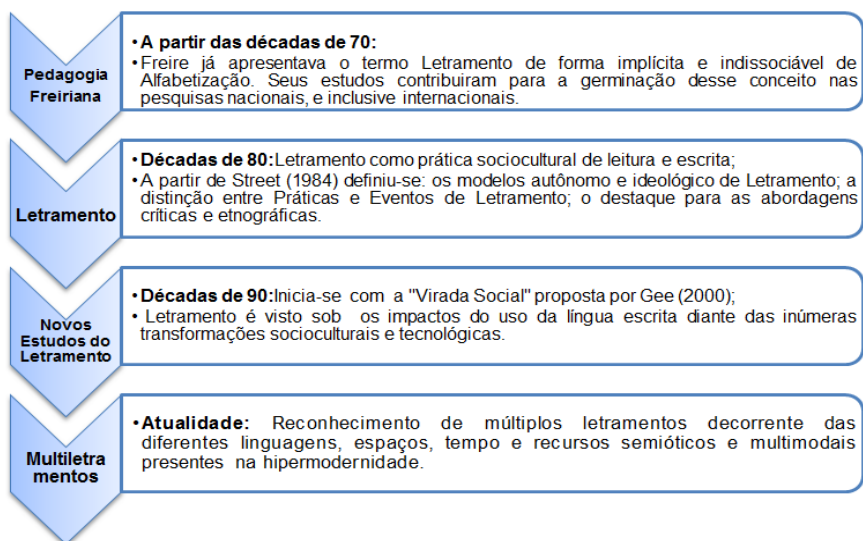 Pedagogia
Freiriana
• A partir das décadas de 70:
• Freire já apresentava o termo Letramento de forma implícita e indissociável de
Alfabetização. Seus estudos contribuiram para a germinação desse conceito nas
pesquisas nacionais, e inclusive internacionais.
Letramento
• Décadas de 80:Letramento como prática sociocultural de leitura e escrita;
• A partir de Street (1984) definiu-se: os modelos autônomo e ideológico de Letramento; a
distinção entre Práticas e Eventos de Letramento; o destaque para as abordagens
críticas e etnográficas.
Novos
Estudos do
Letramento
• Décadas de 90:Inicia-se com a "Virada Social" proposta por Gee (2000);
• Letramento é visto sob os impactos do uso da língua escrita diante das inúmeras
transformações socioculturais e tecnológicas.
Multiletra
mentos
• Atualidade: Reconhecimento de múltiplos letramentos decorrente das
diferentes linguagens, espaços, tempo e recursos semióticos e multimodais
presentes na hipermodernidade.